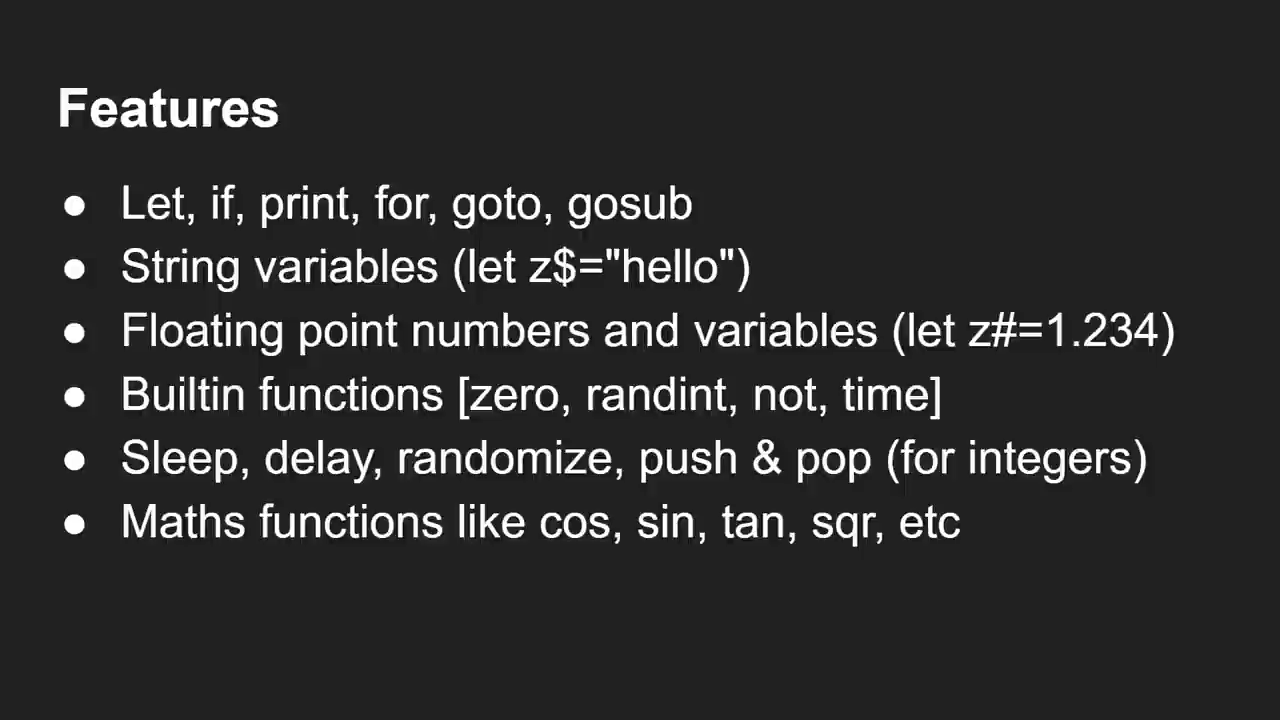 Features
● Let, if, print, for, goto, gosub
● String variables (let z$="hello")
● Floating point numbers and variables (let z#=1.234)
● Builtin functions [zero, randint, not, time]
● Sleep, delay, randomize, push & pop (for integers)
● Maths functions like cos, sin, tan, sqr, etc